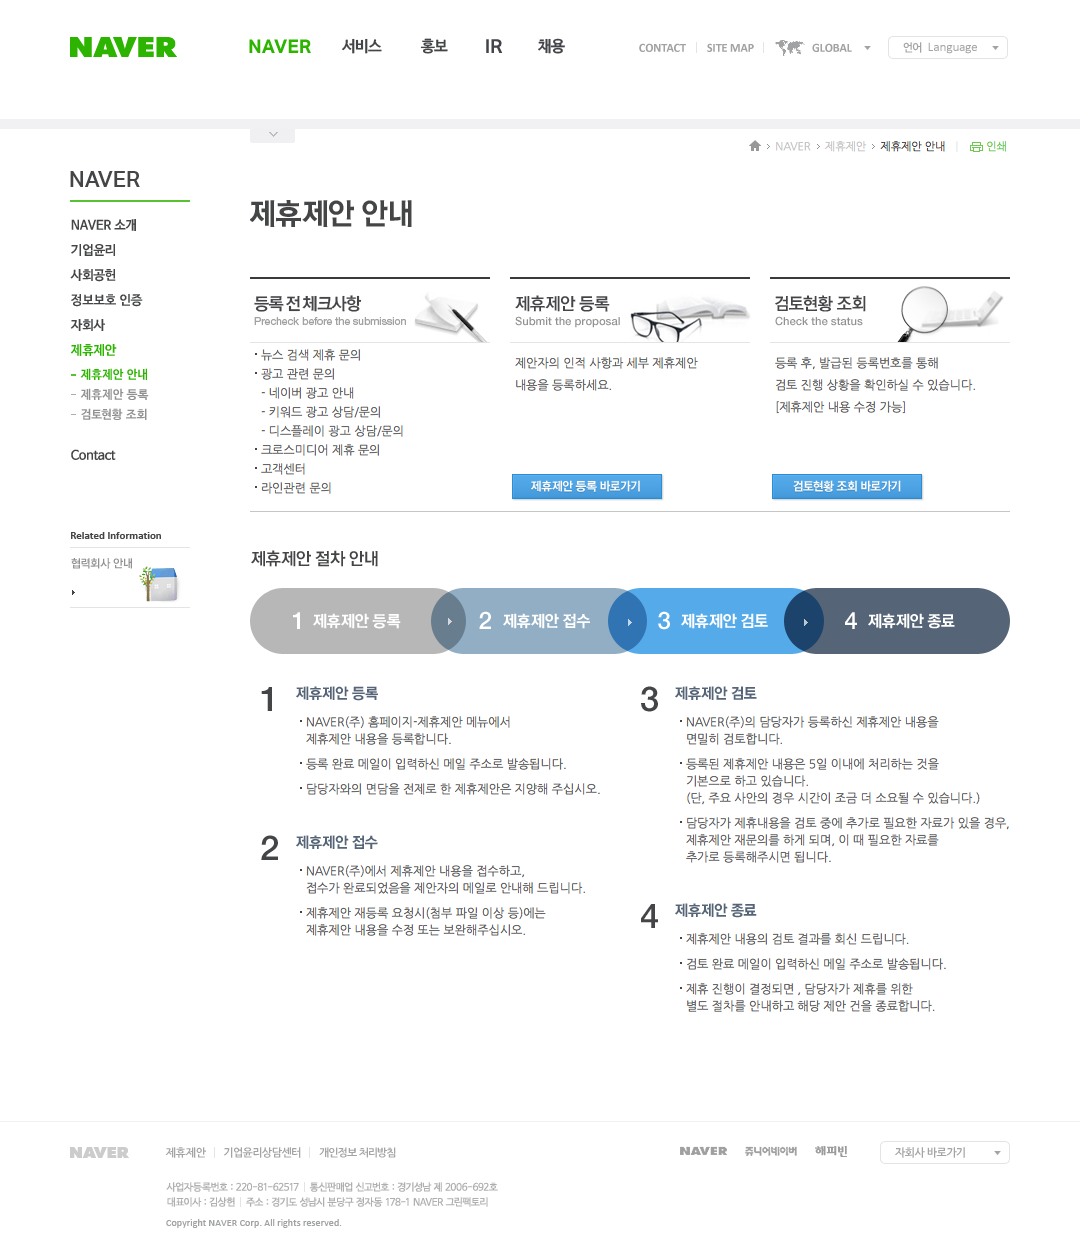 NAVER
NAVER 서비스 홍보 IR 채용
CONTACT SITE MAP GLOBAL 언어 Language
NAVER 제휴제안 제휴제안 안내 인쇄
NAVER
NAVER 소개
기업윤리
사회공헌
정보보호 인증
자회사
제휴제안
- 제휴제안 안내
- 제휴제안 등록
- 검토현황 조회
Contact
Related Information
협력회사 안내
제휴제안 안내
등록 전 체크사항
Precheck before the submission
· 뉴스 검색 제휴 문의
· 광고 관련 문의
- 네이버 광고 안내
- 키워드 광고 상담/문의
- 디스플레이 광고 상담/문의
· 크로스미디어 제휴 문의
· 고객센터
· 라인관련 문의
제휴제안 등록
Submit the proposal
제안자의 인적 사항과 세부 제휴제안
내용을 등록하세요.
제휴제안 등록 바로가기
검토현황 조회
Check the status
등록 후, 발급된 등록번호를 통해
검토 진행 상황을 확인하실 수 있습니다.
[제휴제안 내용 수정 가능]
검토현황 조회 바로가기
제휴제안 절차 안내
1 제휴제안 등록 2 제휴제안 접수 3 제휴제안 검토 4 제휴제안 종료
1 제휴제안 등록
· NAVER(주) 홈페이지-제휴제안 메뉴에서
제휴제안 내용을 등록합니다.
· 등록 완료 메일이 입력하신 메일 주소로 발송됩니다.
· 담당자와의 면담을 전제로 한 제휴제안은 지양해 주십시오.
2 제휴제안 접수
· NAVER(주)에서 제휴제안 내용을 접수하고,
접수가 완료되었음을 제안자의 메일로 안내해 드립니다.
· 제휴제안 재등록 요청시(첨부 파일 이상 등)에는
제휴제안 내용을 수정 또는 보완해주십시오.
3 제휴제안 검토
· NAVER(주)의 담당자가 등록하신 제휴제안 내용을
면밀히 검토합니다.
· 등록된 제휴제안 내용은 5일 이내에 처리하는 것을
기본으로 하고 있습니다.
(단, 주요 사안의 경우 시간이 조금 더 소요될 수 있습니다.)
· 담당자가 제휴내용을 검토 중에 추가로 필요한 자료가 있을 경우,
제휴제안 재문의를 하게 되며, 이 때 필요한 자료를
추가로 등록해주시면 됩니다.
4 제휴제안 종료
· 제휴제안 내용의 검토 결과를 회신 드립니다.
· 검토 완료 메일이 입력하신 메일 주소로 발송됩니다.
· 제휴 진행이 결정되면 , 담당자가 제휴를 위한
별도 절차를 안내하고 해당 제안 건을 종료합니다.
NAVER 제휴제안 기업윤리상담센터 개인정보 처리방침 NAVER 쥬니어네이버 해피빈 자회사 바로가기
사업자등록번호 : 220-81-62517 통신판매업 신고번호 : 경기성남 제 2006-692호
대표이사 : 김상헌 주소 : 경기도 성남시 분당구 정자동 178-1 NAVER 그린팩토리
Copyright NAVER Corp. All rights reserved.